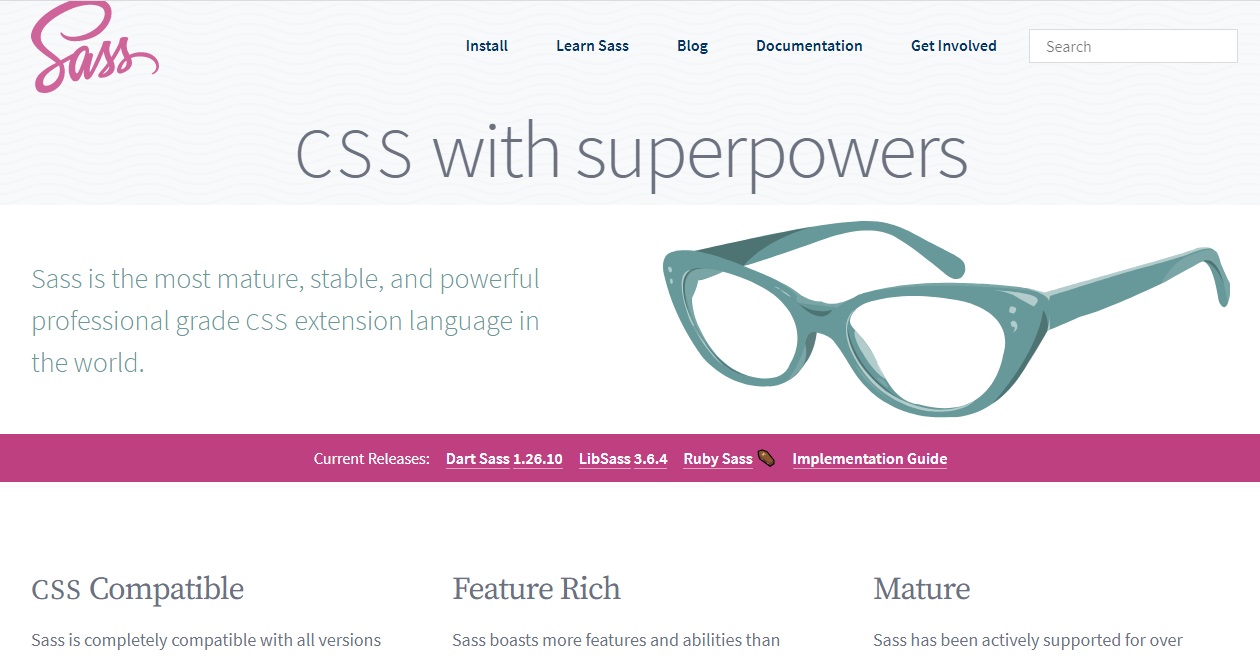 Sass
Install Learn Sass Blog Documentation Get Involved Search
CSS with superpowers
Sass is the most mature, stable, and powerful
professional grade CSS extension language in
the world.
Current Releases: Dart Sass 1.26.10 LibSass 3.6.4 Ruby Sass ⚰ Implementation Guide
CSS Compatible
Sass is completely compatible with all versions
Feature Rich
Sass boasts more features and abilities than
Mature
Sass has been actively supported for over